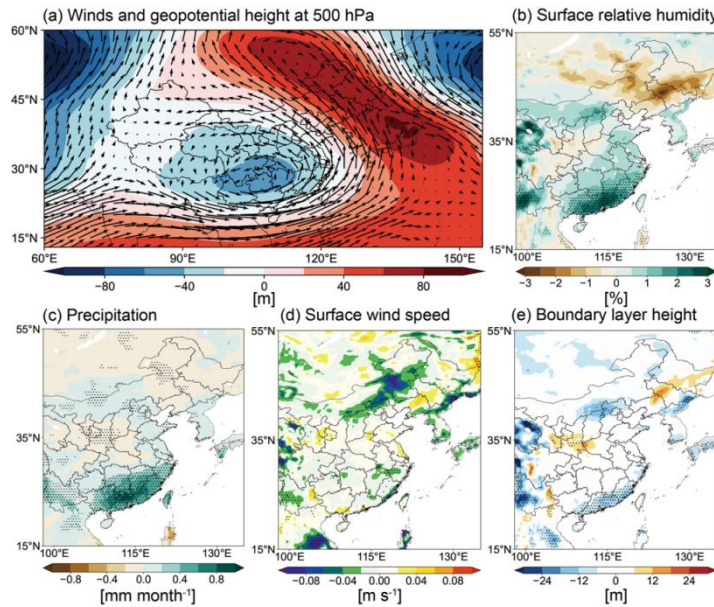 (a) Winds and geopotential height at 500 hPa
60°N
45°N
30°N
15°N
60°E 90°E 120°E 150°E
−80 −40 0 40 80
[m]
(b) Surface relative humidity
55°N
35°N
15°N
100°E 115°E 130°E
−3 −2 −1 0 1 2 3
[%]
(c) Precipitation
55°N
35°N
15°N
100°E 115°E 130°E
−0.8 −0.4 0.0 0.4 0.8
[mm month⁻¹]
(d) Surface wind speed
55°N
35°N
15°N
100°E 115°E 130°E
−0.08 −0.04 0.00 0.04 0.08
[m s⁻¹]
(e) Boundary layer height
55°N
35°N
15°N
100°E 115°E 130°E
−24 −12 0 12 24
[m]